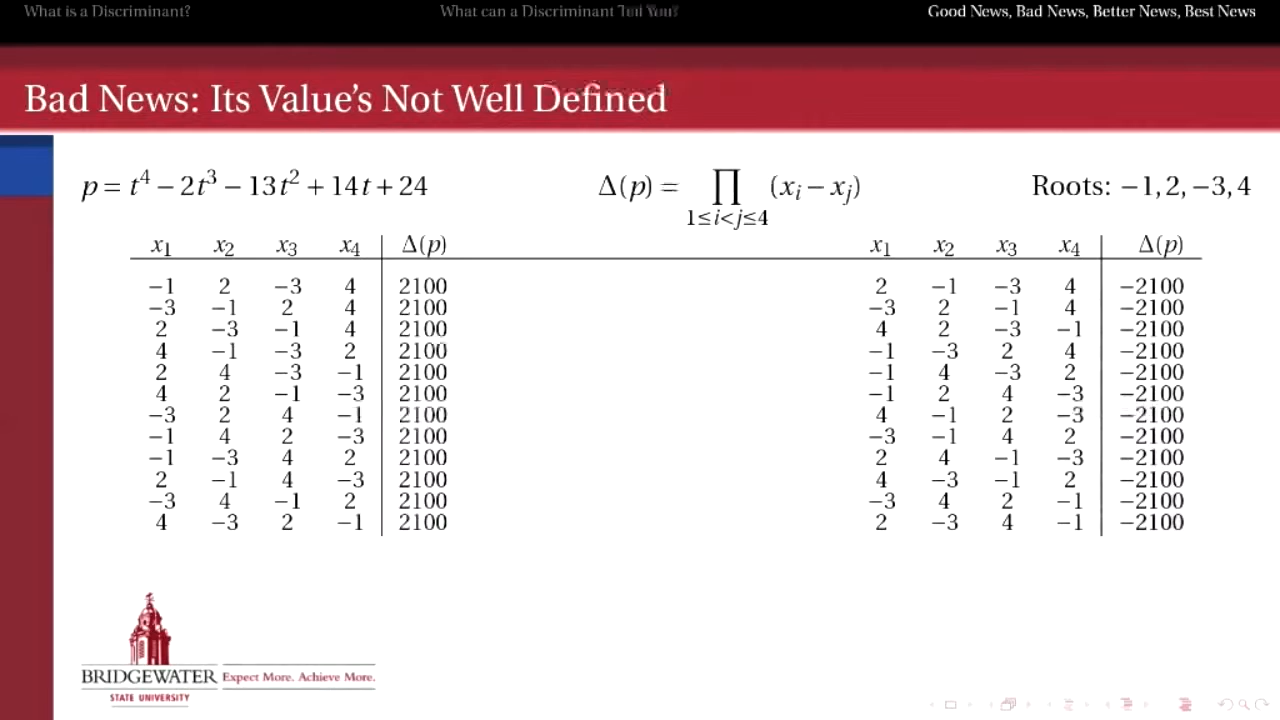 What is a Discriminant? What can a Discriminant Tell You? Good News, Bad News, Better News, Best News
Bad News: Its Value's Not Well Defined
p = t⁴ − 2t³ − 13t² + 14t + 24 Δ(p) = ∏ (xᵢ − xⱼ) Roots: −1, 2, −3, 4
1≤i<j≤4
x₁ x₂ x₃ x₄ Δ(p) x₁ x₂ x₃ x₄ Δ(p)
−1 2 −3 4 2100 2 −1 −3 4 −2100
−3 −1 2 4 2100 −3 2 −1 4 −2100
2 −3 −1 4 2100 4 2 −3 −1 −2100
4 −1 −3 2 2100 −1 −3 2 4 −2100
2 4 −3 −1 2100 −1 4 −3 2 −2100
4 2 −1 −3 2100 −1 2 4 −3 −2100
−3 2 4 −1 2100 4 −1 2 −3 −2100
−1 4 2 −3 2100 −3 −1 4 2 −2100
−1 −3 4 2 2100 2 4 −1 −3 −2100
2 −1 4 −3 2100 4 −3 −1 2 −2100
−3 4 −1 2 2100 −3 4 2 −1 −2100
4 −3 2 −1 2100 2 −3 4 −1 −2100
BRIDGEWATER Expect More. Achieve More.
STATE UNIVERSITY